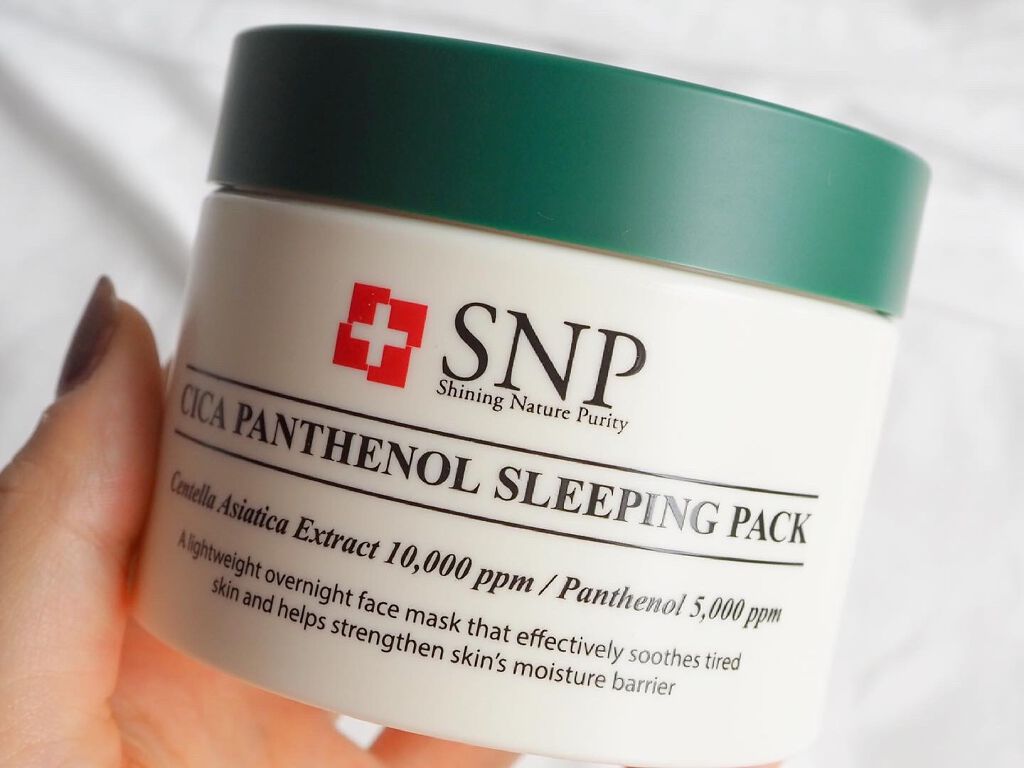 SNP
Shining Nature Purity
CICA PANTHENOL SLEEPING PACK
Centella Asiatica Extract 10,000 ppm / Panthenol 5,000 ppm
A lightweight overnight face mask that effectively soothes tired
skin and helps strengthen skin's moisture barrier